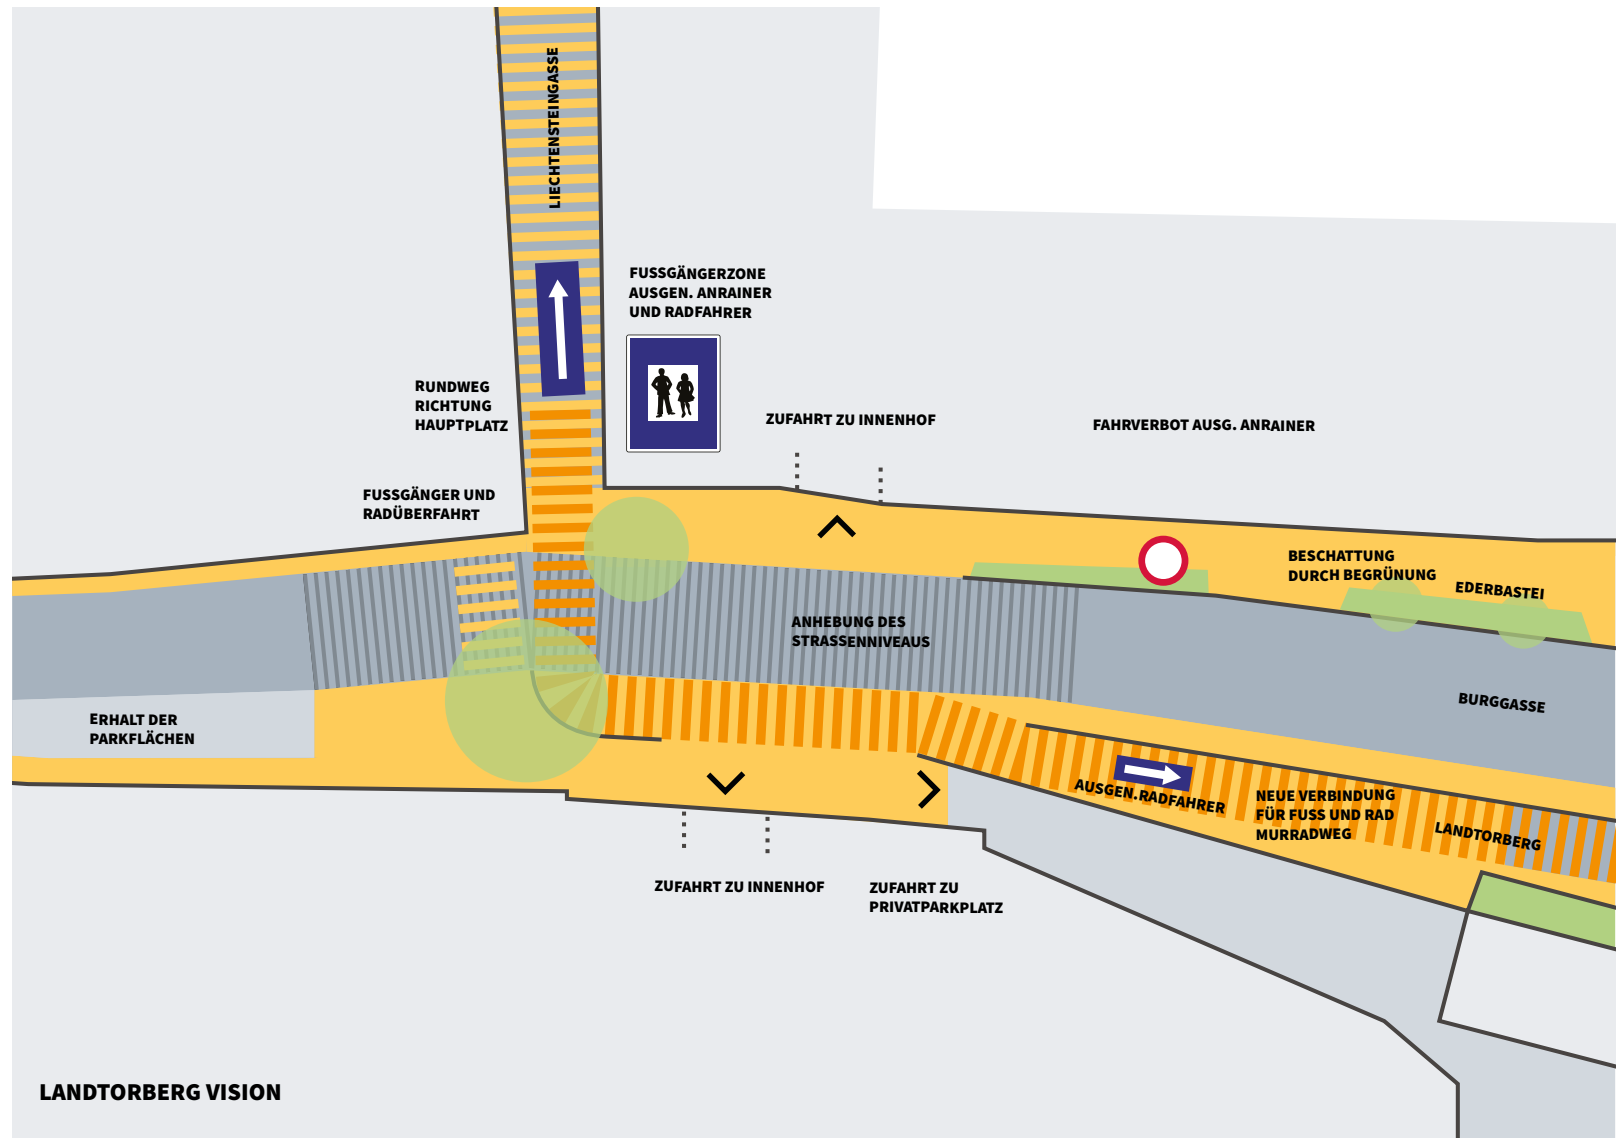 LIECHTENSTEINGASSE
FUSSGÄNGERZONE
AUSGEN. ANRAINER
UND RADFAHRER
RUNDWEG
RICHTUNG
HAUPTPLATZ
ZUFAHRT ZU INNENHOF
FAHRVERBOT AUSG. ANRAINER
FUSSGÄNGER UND
RADÜBERFAHRT
BESCHATTUNG
DURCH BEGRÜNUNG
EDERBASTEI
ANHEBUNG DES
STRASSENNIVEAUS
BURGGASSE
ERHALT DER
PARKFLÄCHEN
AUSGEN.RADFAHRER
NEUE VERBINDUNG
FÜR FUSS UND RAD
MURRADWEG
LANDTORBERG
ZUFAHRT ZU INNENHOF
ZUFAHRT ZU
PRIVATPARKPLATZ
LANDTORBERG VISION